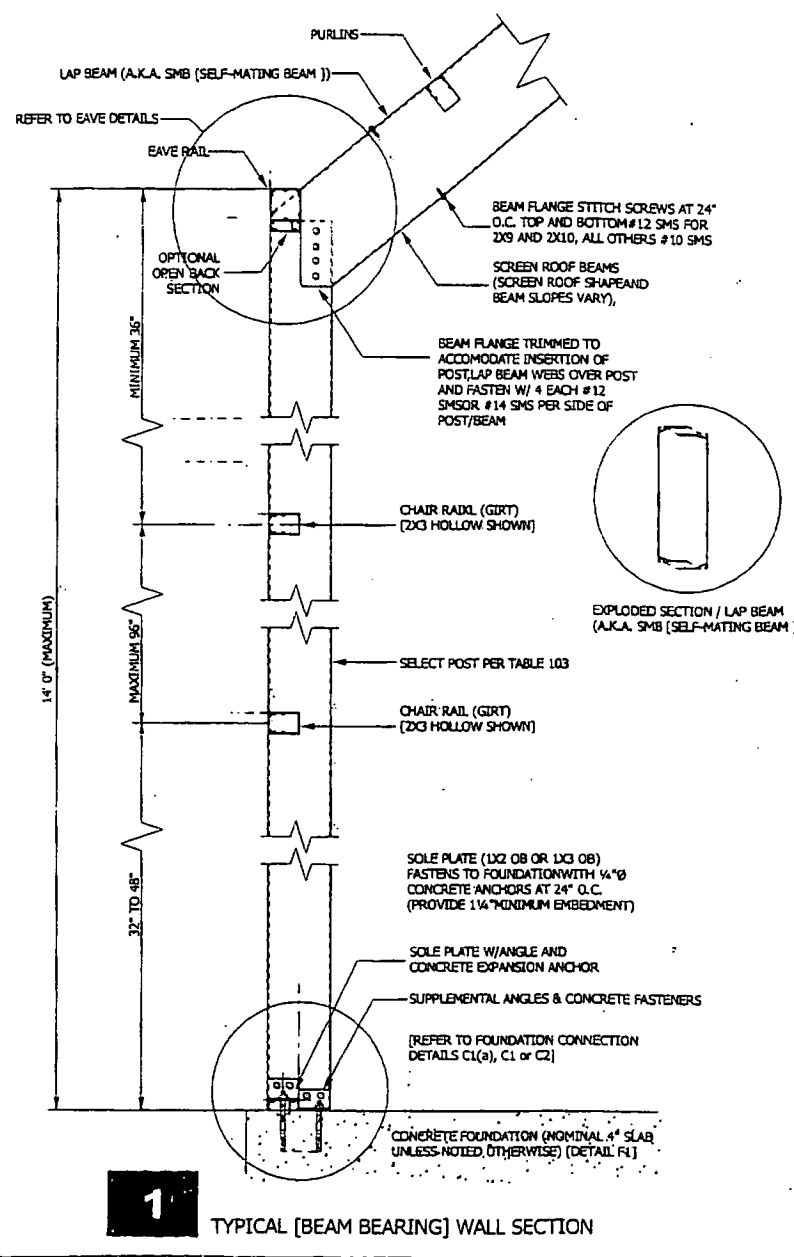 PURLINS
LAP BEAM (A.K.A. SMB [SELF-MATING BEAM ])
REFER TO EAVE DETAILS
EAVE RAIL
OPTIONAL
OPEN BACK
SECTION
BEAM FLANGE STITCH SCREWS AT 24"
O.C. TOP AND BOTTOM#12 SMS FOR
2X9 AND 2X10, ALL OTHERS #10 SMS
SCREEN ROOF BEAMS
(SCREEN ROOF SHAPEAND
BEAM SLOPES VARY),
BEAM FLANGE TRIMMED TO
ACCOMODATE INSERTION OF
POST,LAP BEAM WEBS OVER POST
AND FASTEN W/ 4 EACH #12
SMSOR #14 SMS PER SIDE OF
POST/BEAM
MINIMUM 36"
CHAIR RAIXL (GIRT)
[2X3 HOLLOW SHOWN]
EXPLODED SECTION / LAP BEAM
(A.K.A. SMB [SELF-MATING BEAM ]
14' 0" (MAXIMUM)
MAXIMUM 96"
SELECT POST PER TABLE 103
CHAIR RAIL (GIRT)
[2X3 HOLLOW SHOWN]
32" TO 48"
SOLE PLATE (1X2 OB OR 1X3 OB)
FASTENS TO FOUNDATIONWITH ¼"Ø
CONCRETE ANCHORS AT 24" O.C.
(PROVIDE 1¼"MINIMUM EMBEDMENT)
SOLE PLATE W/ANGLE AND
CONCRETE EXPANSION ANCHOR
SUPPLEMENTAL ANGLES & CONCRETE FASTENERS
[REFER TO FOUNDATION CONNECTION
DETAILS C1(a), C1 or C2]
CONCRETE FOUNDATION (NOMINAL 4" SLAB
UNLESS NOTED OTHERWISE) [DETAIL F1]
1
TYPICAL [BEAM BEARING] WALL SECTION